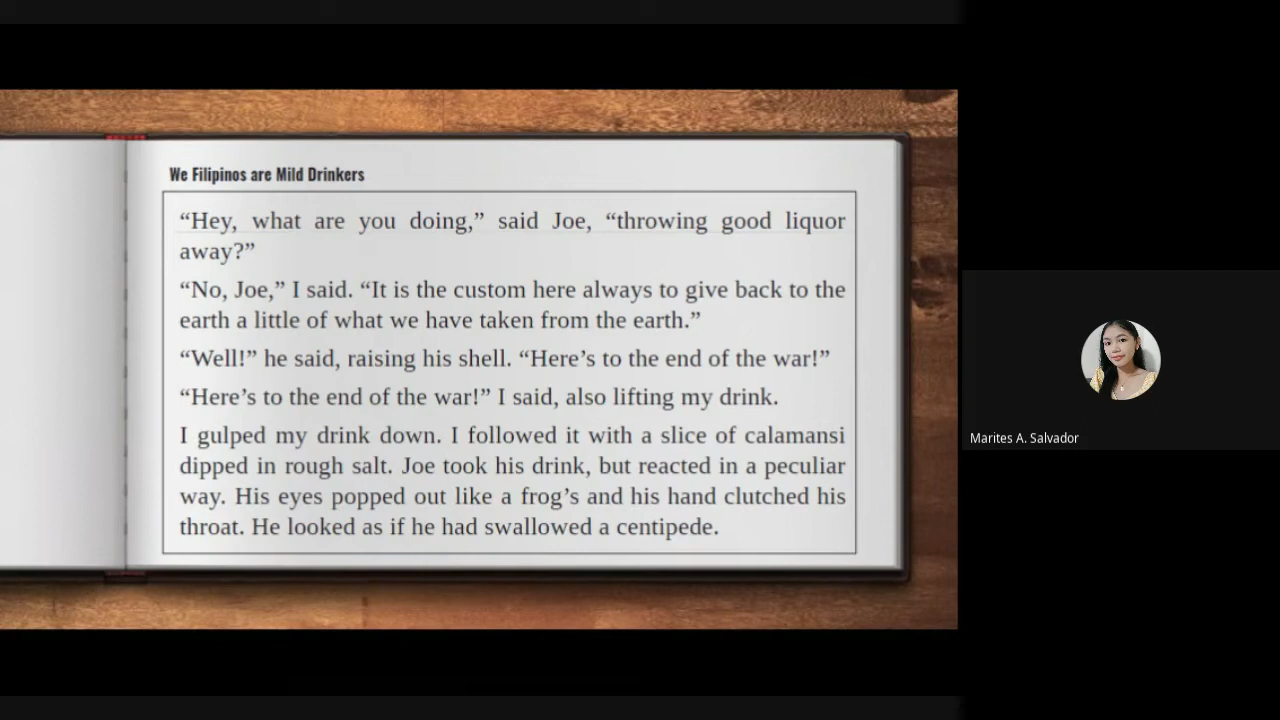 We Filipinos are Mild Drinkers
“Hey, what are you doing,” said Joe, “throwing good liquor
away?”
“No, Joe,” I said. “It is the custom here always to give back to the
earth a little of what we have taken from the earth.”
“Well!” he said, raising his shell. “Here’s to the end of the war!”
“Here’s to the end of the war!” I said, also lifting my drink.
I gulped my drink down. I followed it with a slice of calamansi
dipped in rough salt. Joe took his drink, but reacted in a peculiar
way. His eyes popped out like a frog’s and his hand clutched his
throat. He looked as if he had swallowed a centipede.
Marites A. Salvador